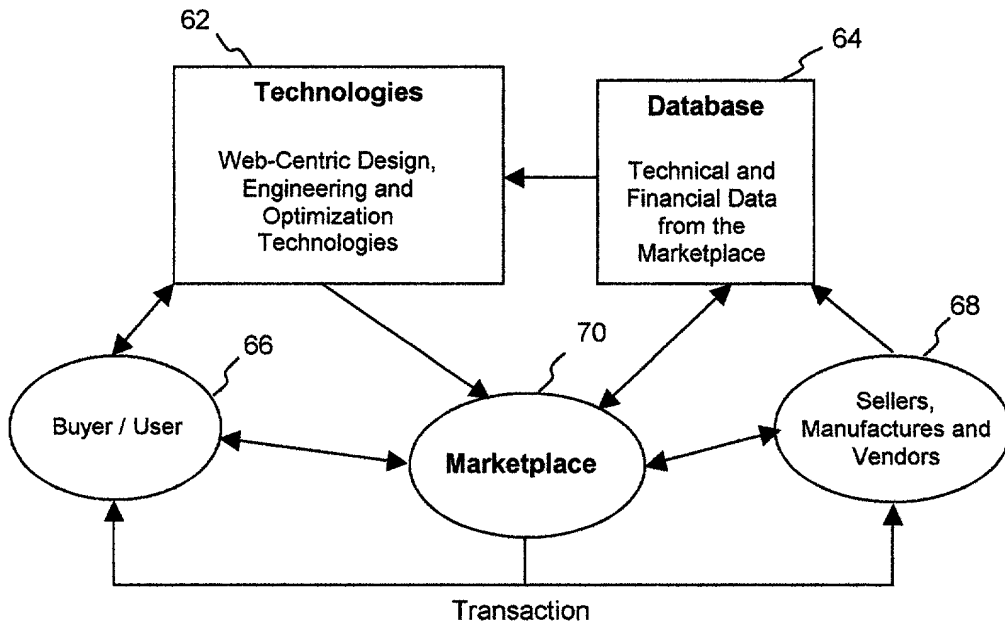 62
64
Technologies
Web-Centric Design,
Engineering and
Optimization
Technologies
Database
Technical and
Financial Data
from the
Marketplace
66
70
68
Buyer / User
Marketplace
Sellers,
Manufactures and
Vendors
Transaction